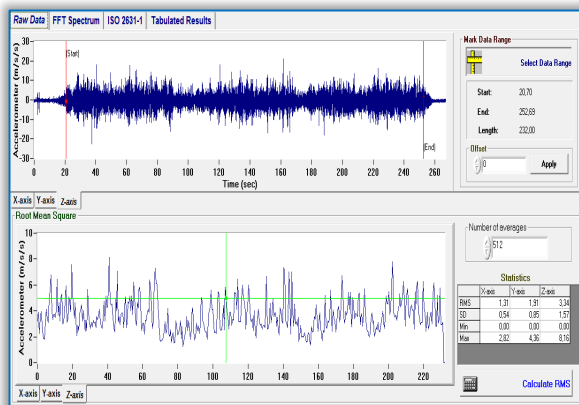 Raw Data FFT Spectrum ISO 2631-1 Tabulated Results
Accelerometer (m/s/s)
30
20
10
0
-10
-20
-30
[Start]
[End]
0 20 40 60 80 100 120 140 160 180 200 220 240 260
Time (sec)
X-axis Y-axis Z-axis
Mark Data Range
Select Data Range
Start: 20,70
End: 252,69
Length: 232,00
Offset
0 Apply
Root Mean Square
Accelerometer (m/s/s)
10
8
6
4
2
0
0 20 40 60 80 100 120 140 160 180 200 220
X-axis Y-axis Z-axis
Number of averages
512
Statistics
X-axis Y-axis Z-axis
RMS 1,31 1,91 3,34
SD 0,54 0,85 1,57
Min 0,00 0,00 0,00
Max 2,82 4,36 8,16
Calculate RMS